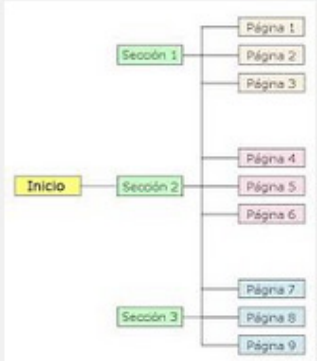 Página 1
Sección 1
Página 2
Página 3
Página 4
Inicio
Sección 2
Página 5
Página 6
Página 7
Sección 3
Página 8
Página 9